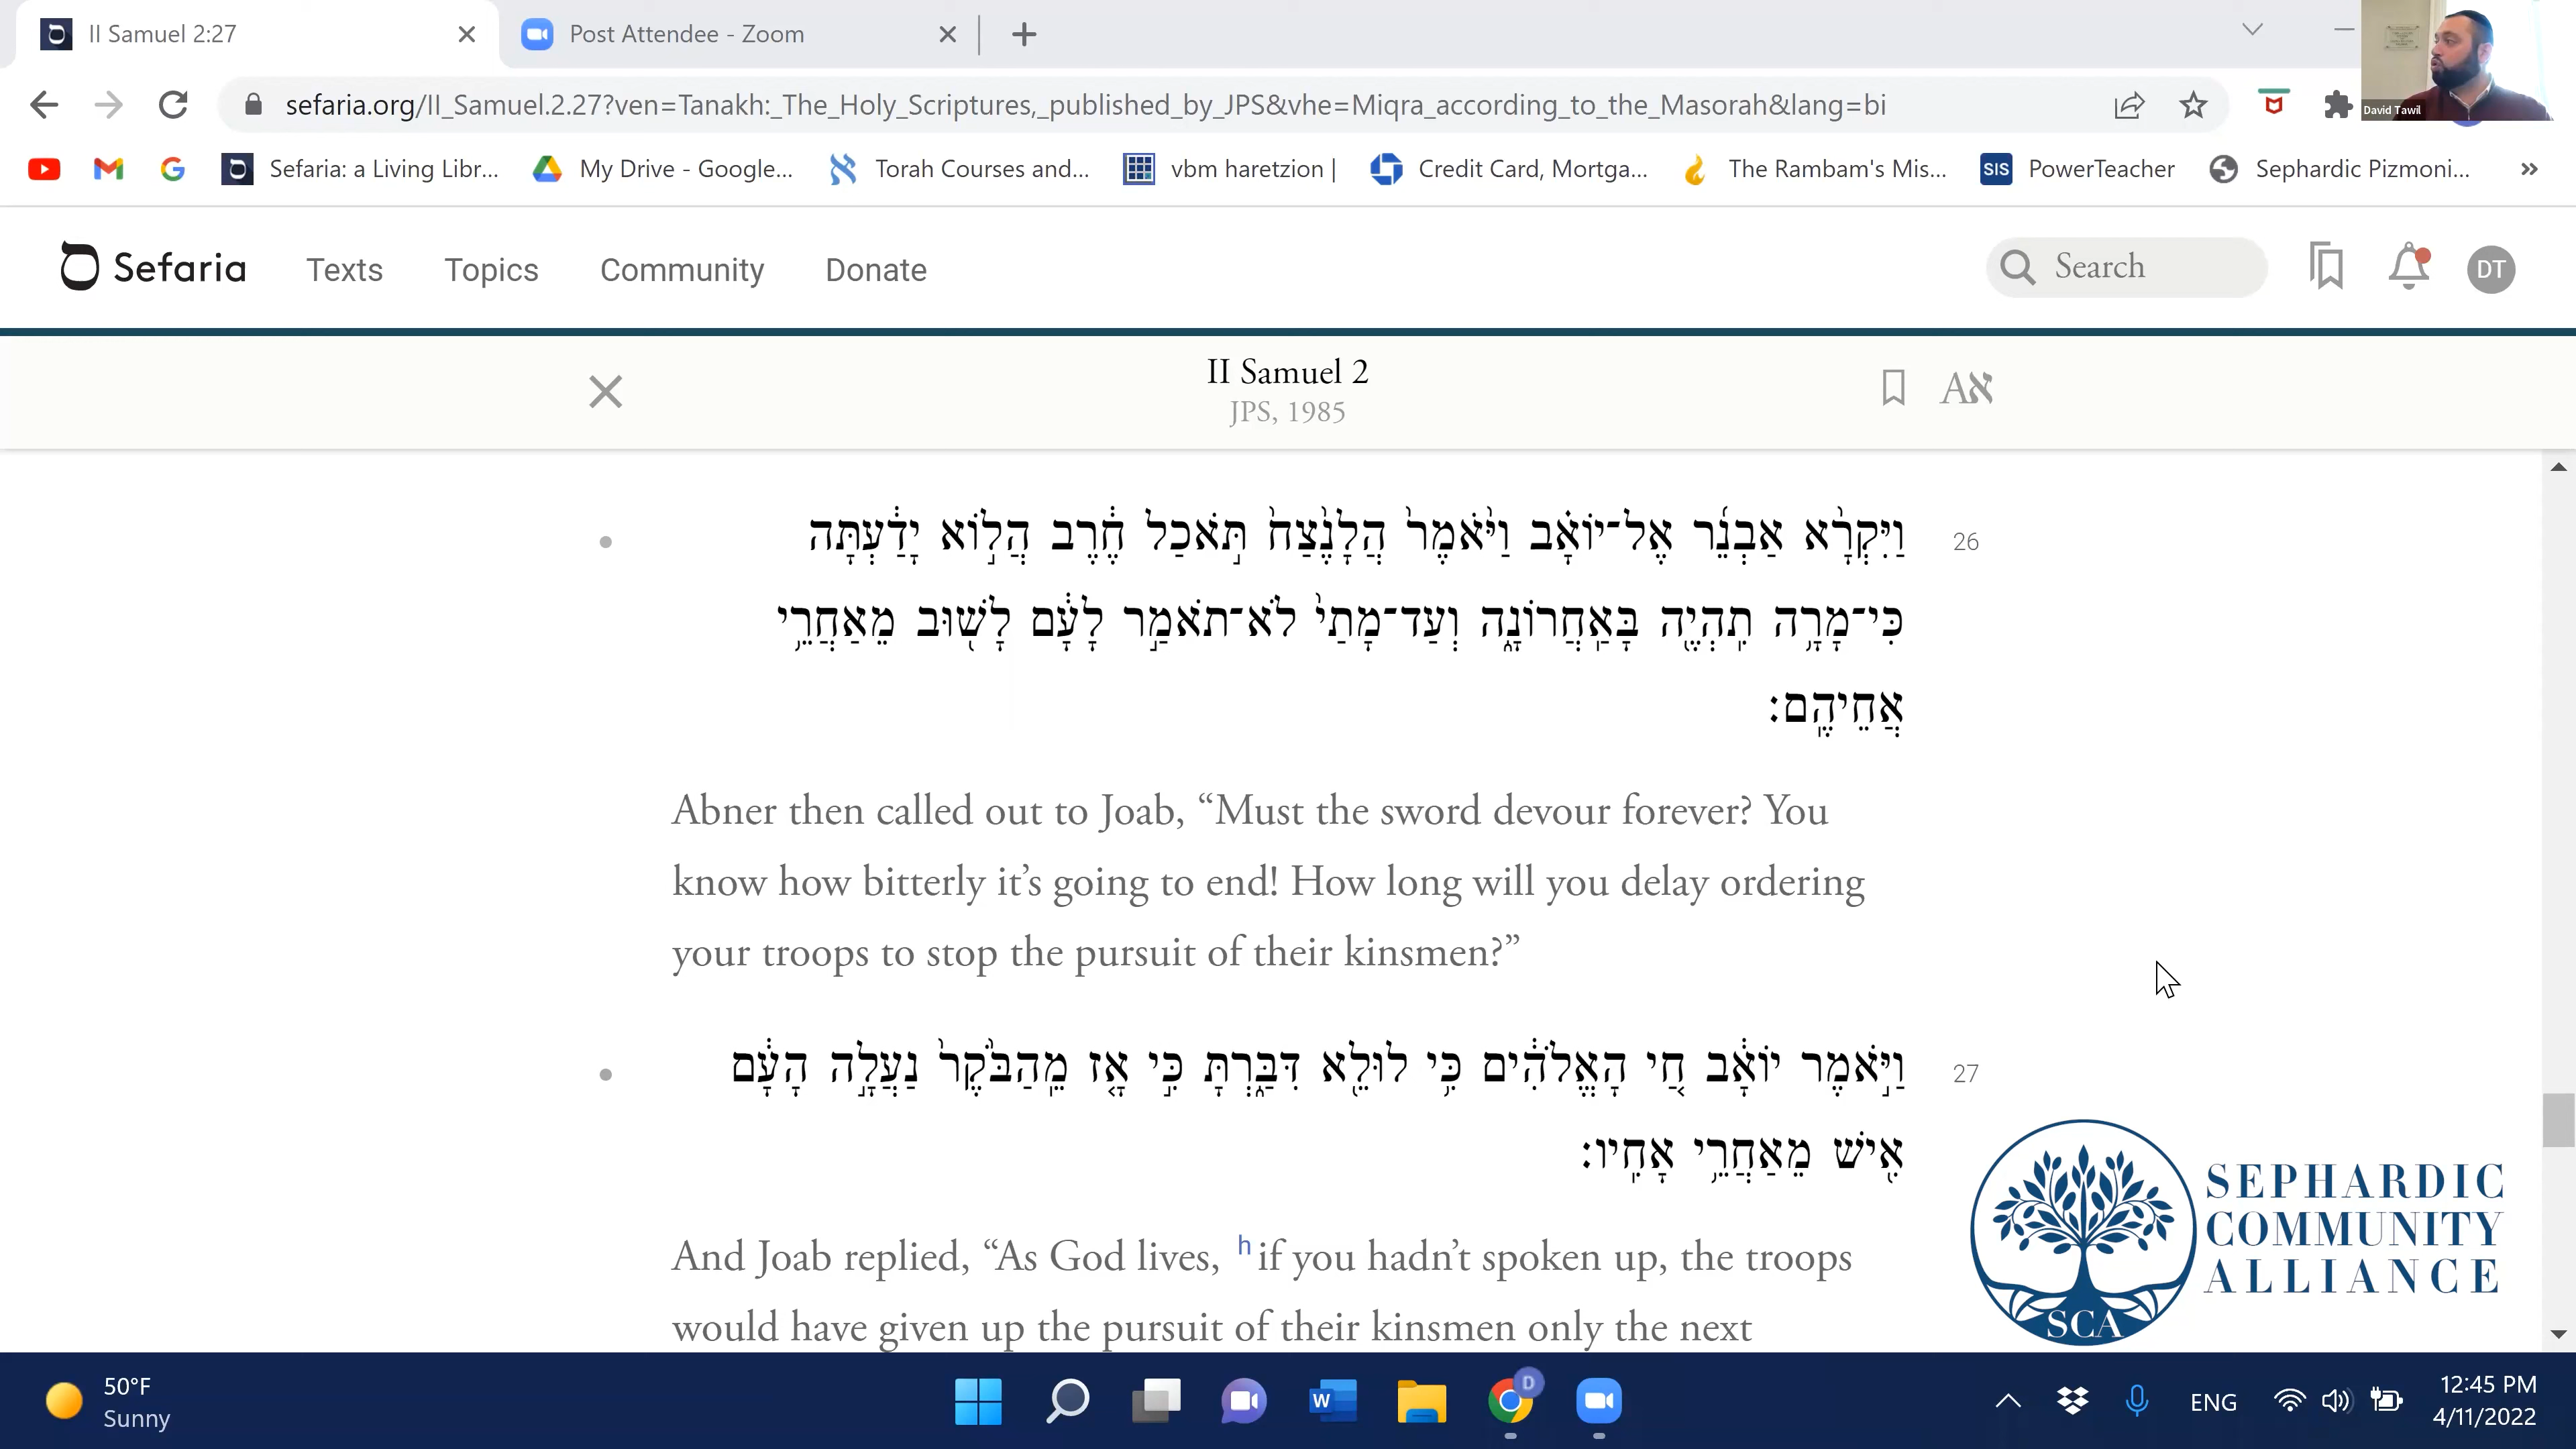 II Samuel 2:27
Post Attendee - Zoom
David Tawil
sefaria.org/II_Samuel.2.27?ven=Tanakh:_The_Holy_Scriptures,_published_by_JPS&vhe=Miqra_according_to_the_Masorah&lang=bi
Sefaria: a Living Libr...
My Drive - Google...
Torah Courses and...
vbm haretzion |
Credit Card, Mortga...
The Rambam's Mis...
SIS PowerTeacher
Sephardic Pizmoni...
Sefaria
Texts
Topics
Community
Donate
Search
DT
II Samuel 2
JPS, 1985
Aא
26
וַיִּקְרָ֨א אַבְנֵ֜ר אֶל־יוֹאָ֗ב וַיֹּ֙אמֶר֙ הֲלָנֶ֙צַח֙ תֹּ֣אכַל חֶ֔רֶב הֲל֣וֹא יָדַ֔עְתָּה
כִּי־מָרָ֥ה תִהְיֶ֖ה בָּאַחֲרוֹנָ֑ה וְעַד־מָתַי֙ לֹא־תֹאמַ֣ר לָעָ֔ם לָשׁ֖וּב מֵאַחֲרֵ֥י
אֲחֵיהֶֽם׃
Abner then called out to Joab, “Must the sword devour forever? You
know how bitterly it’s going to end! How long will you delay ordering
your troops to stop the pursuit of their kinsmen?”
27
וַיֹּ֣אמֶר יוֹאָ֔ב חַ֚י הָאֱלֹהִ֔ים כִּ֥י לוּלֵ֖א דִּבַּ֑רְתָּ כִּ֣י אָ֤ז מֵֽהַבֹּ֙קֶר֙ נַעֲלָ֣ה הָעָ֔ם
אִ֖ישׁ מֵאַחֲרֵ֥י אָחִֽיו׃
And Joab replied, “As God lives, h if you hadn’t spoken up, the troops
would have given up the pursuit of their kinsmen only the next
SEPHARDIC
COMMUNITY
ALLIANCE
SCA
50°F
Sunny
W
D
ENG
12:45 PM
4/11/2022